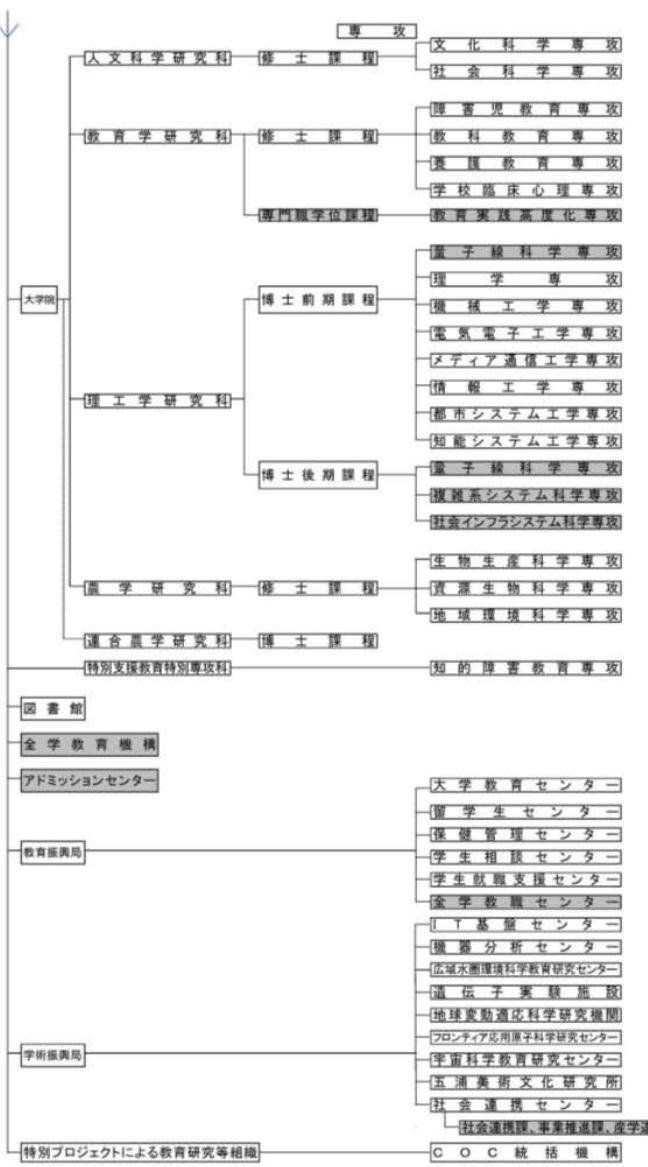 専攻
人文科学研究科 修士課程 文化科学専攻
社会科学専攻
教育学研究科 修士課程 障害児教育専攻
教科教育専攻
養護教育専攻
学校臨床心理専攻
専門職学位課程 教育実践高度化専攻
大学院
理工学研究科
博士前期課程
量子線科学専攻
理学専攻
機械工学専攻
電気電子工学専攻
メディア通信工学専攻
情報工学専攻
都市システム工学専攻
知能システム工学専攻
博士後期課程
量子線科学専攻
複雑系システム科学専攻
社会インフラシステム科学専攻
農学研究科 修士課程 生物生産科学専攻
資源生物科学専攻
地域環境科学専攻
連合農学研究科 博士課程
特別支援教育特別専攻科 知的障害教育専攻
図書館
全学教育機構
アドミッションセンター
教育振興局
大学教育センター
留学生センター
保健管理センター
学生相談センター
学生就職支援センター
全学教職センター
学術振興局
IT基盤センター
機器分析センター
広域水圏環境科学教育研究センター
遺伝子実験施設
地球変動適応科学研究機関
フロンティア応用原子科学研究センター
宇宙科学教育研究センター
五浦美術文化研究所
社会連携センター
社会連携課、事業推進課、産学連
特別プロジェクトによる教育研究等組織 COC統括機構